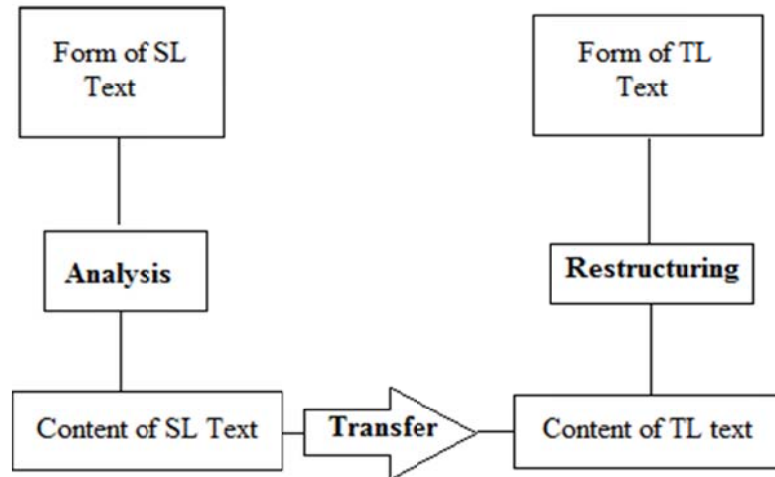 Form of SL
Text
Form of TL
Text
Analysis
Restructuring
Content of SL Text
Transfer
Content of TL text